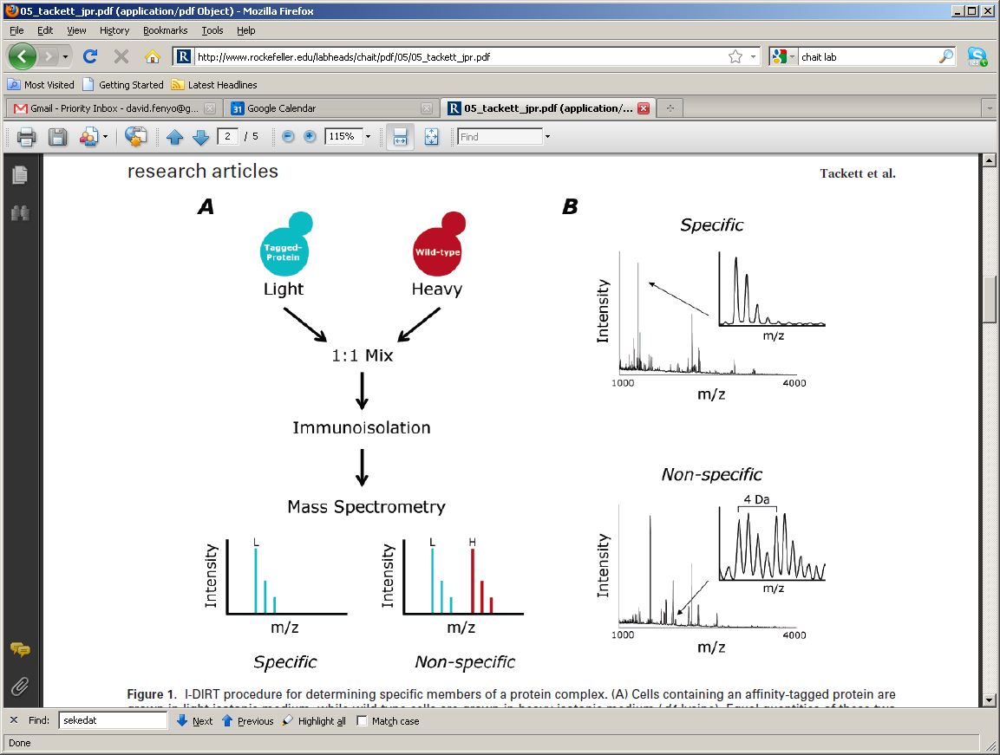 05_tackett_jpr.pdf (application/pdf Object) - Mozilla Firefox
File Edit View History Bookmarks Tools Help
R http://www.rockefeller.edu/labheads/chait/pdf/05/05_tackett_jpr.pdf chait lab
Most Visited Getting Started Latest Headlines
Gmail - Priority Inbox - david.fenyo@g... 31 Google Calendar R 05_tackett_jpr.pdf (application/...
2 / 5 115% Find
research articles Tackett et al.
A
Tagged-
Protein
Light
Wild-type
Heavy
1:1 Mix
Immunoisolation
Mass Spectrometry
Intensity
L
m/z
Specific
Intensity
L H
m/z
Non-specific
B
Specific
Intensity
m/z
1000 4000
m/z
Non-specific
4 Da
Intensity
m/z
1000 4000
m/z
Figure 1. I-DIRT procedure for determining specific members of a protein complex. (A) Cells containing an affinity-tagged protein are
Find: sekedat Next Previous Highlight all Match case
Done